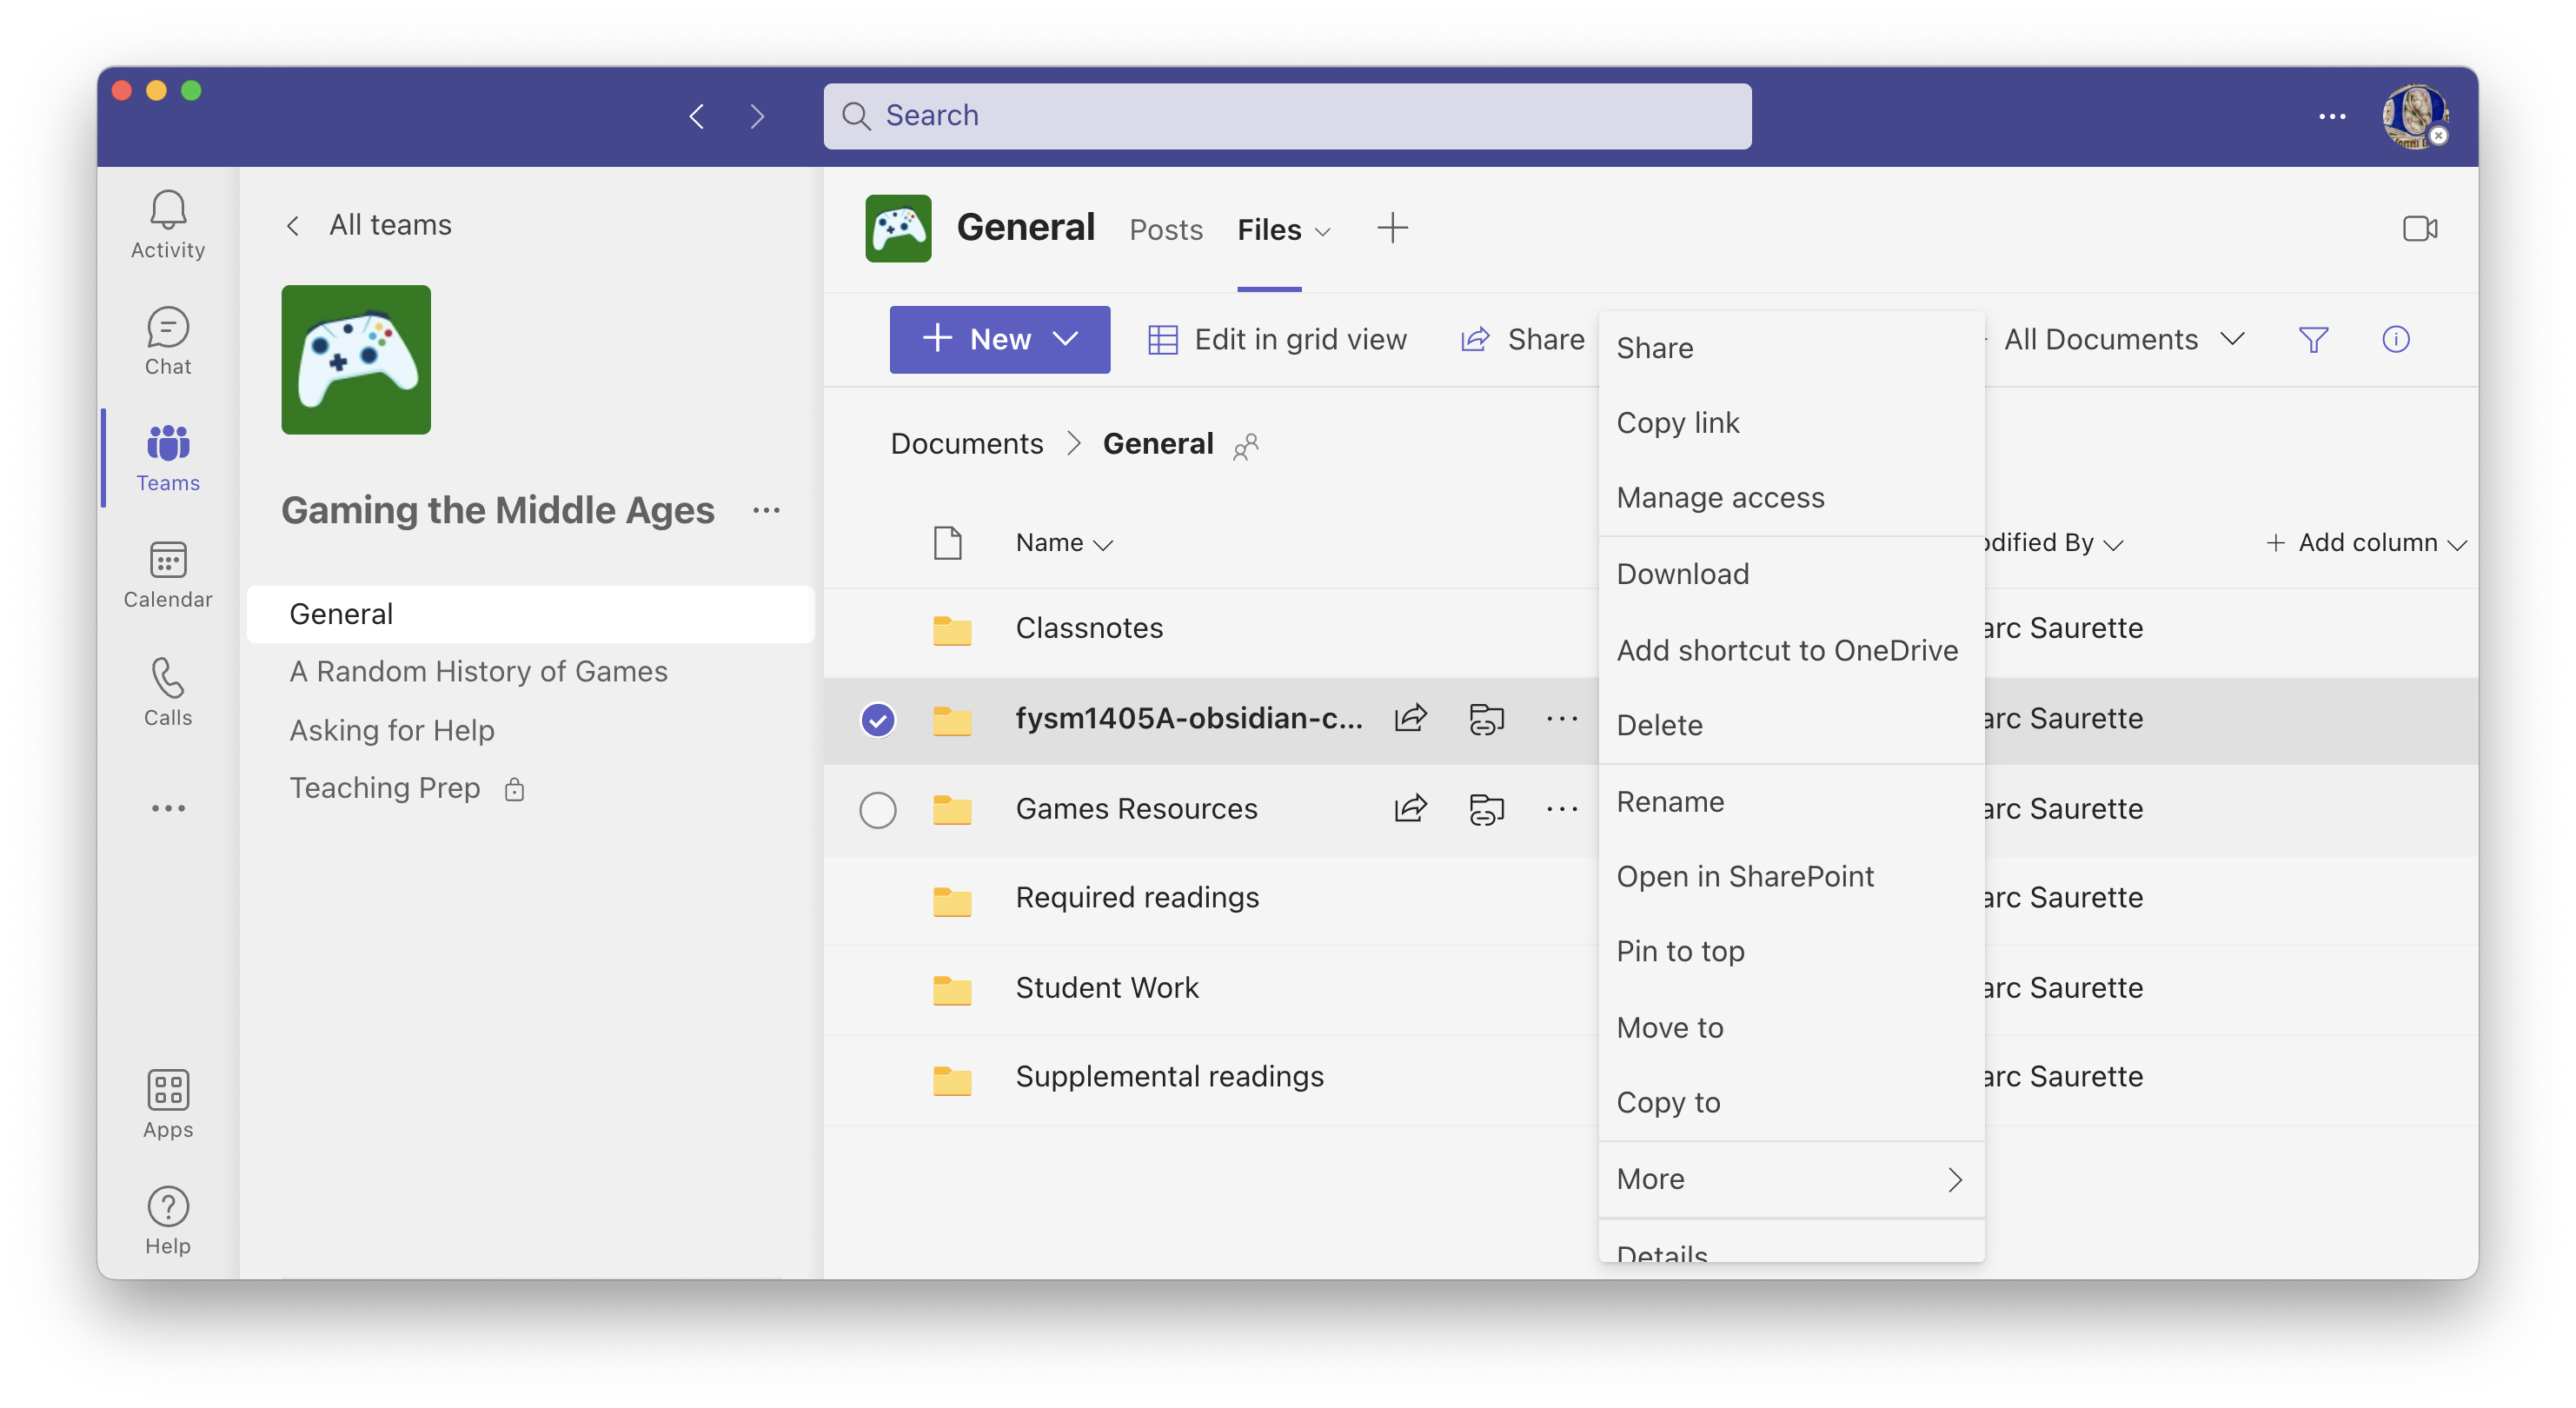 Search
Activity
Chat
Teams
Calendar
Calls
Apps
Help
All teams
Gaming the Middle Ages
General
A Random History of Games
Asking for Help
Teaching Prep
General Posts Files
New Edit in grid view Share All Documents
Documents > General
Name odified By + Add column
Classnotes arc Saurette
fysm1405A-obsidian-c... arc Saurette
Games Resources arc Saurette
Required readings arc Saurette
Student Work arc Saurette
Supplemental readings arc Saurette
Share
Copy link
Manage access
Download
Add shortcut to OneDrive
Delete
Rename
Open in SharePoint
Pin to top
Move to
Copy to
More
Details